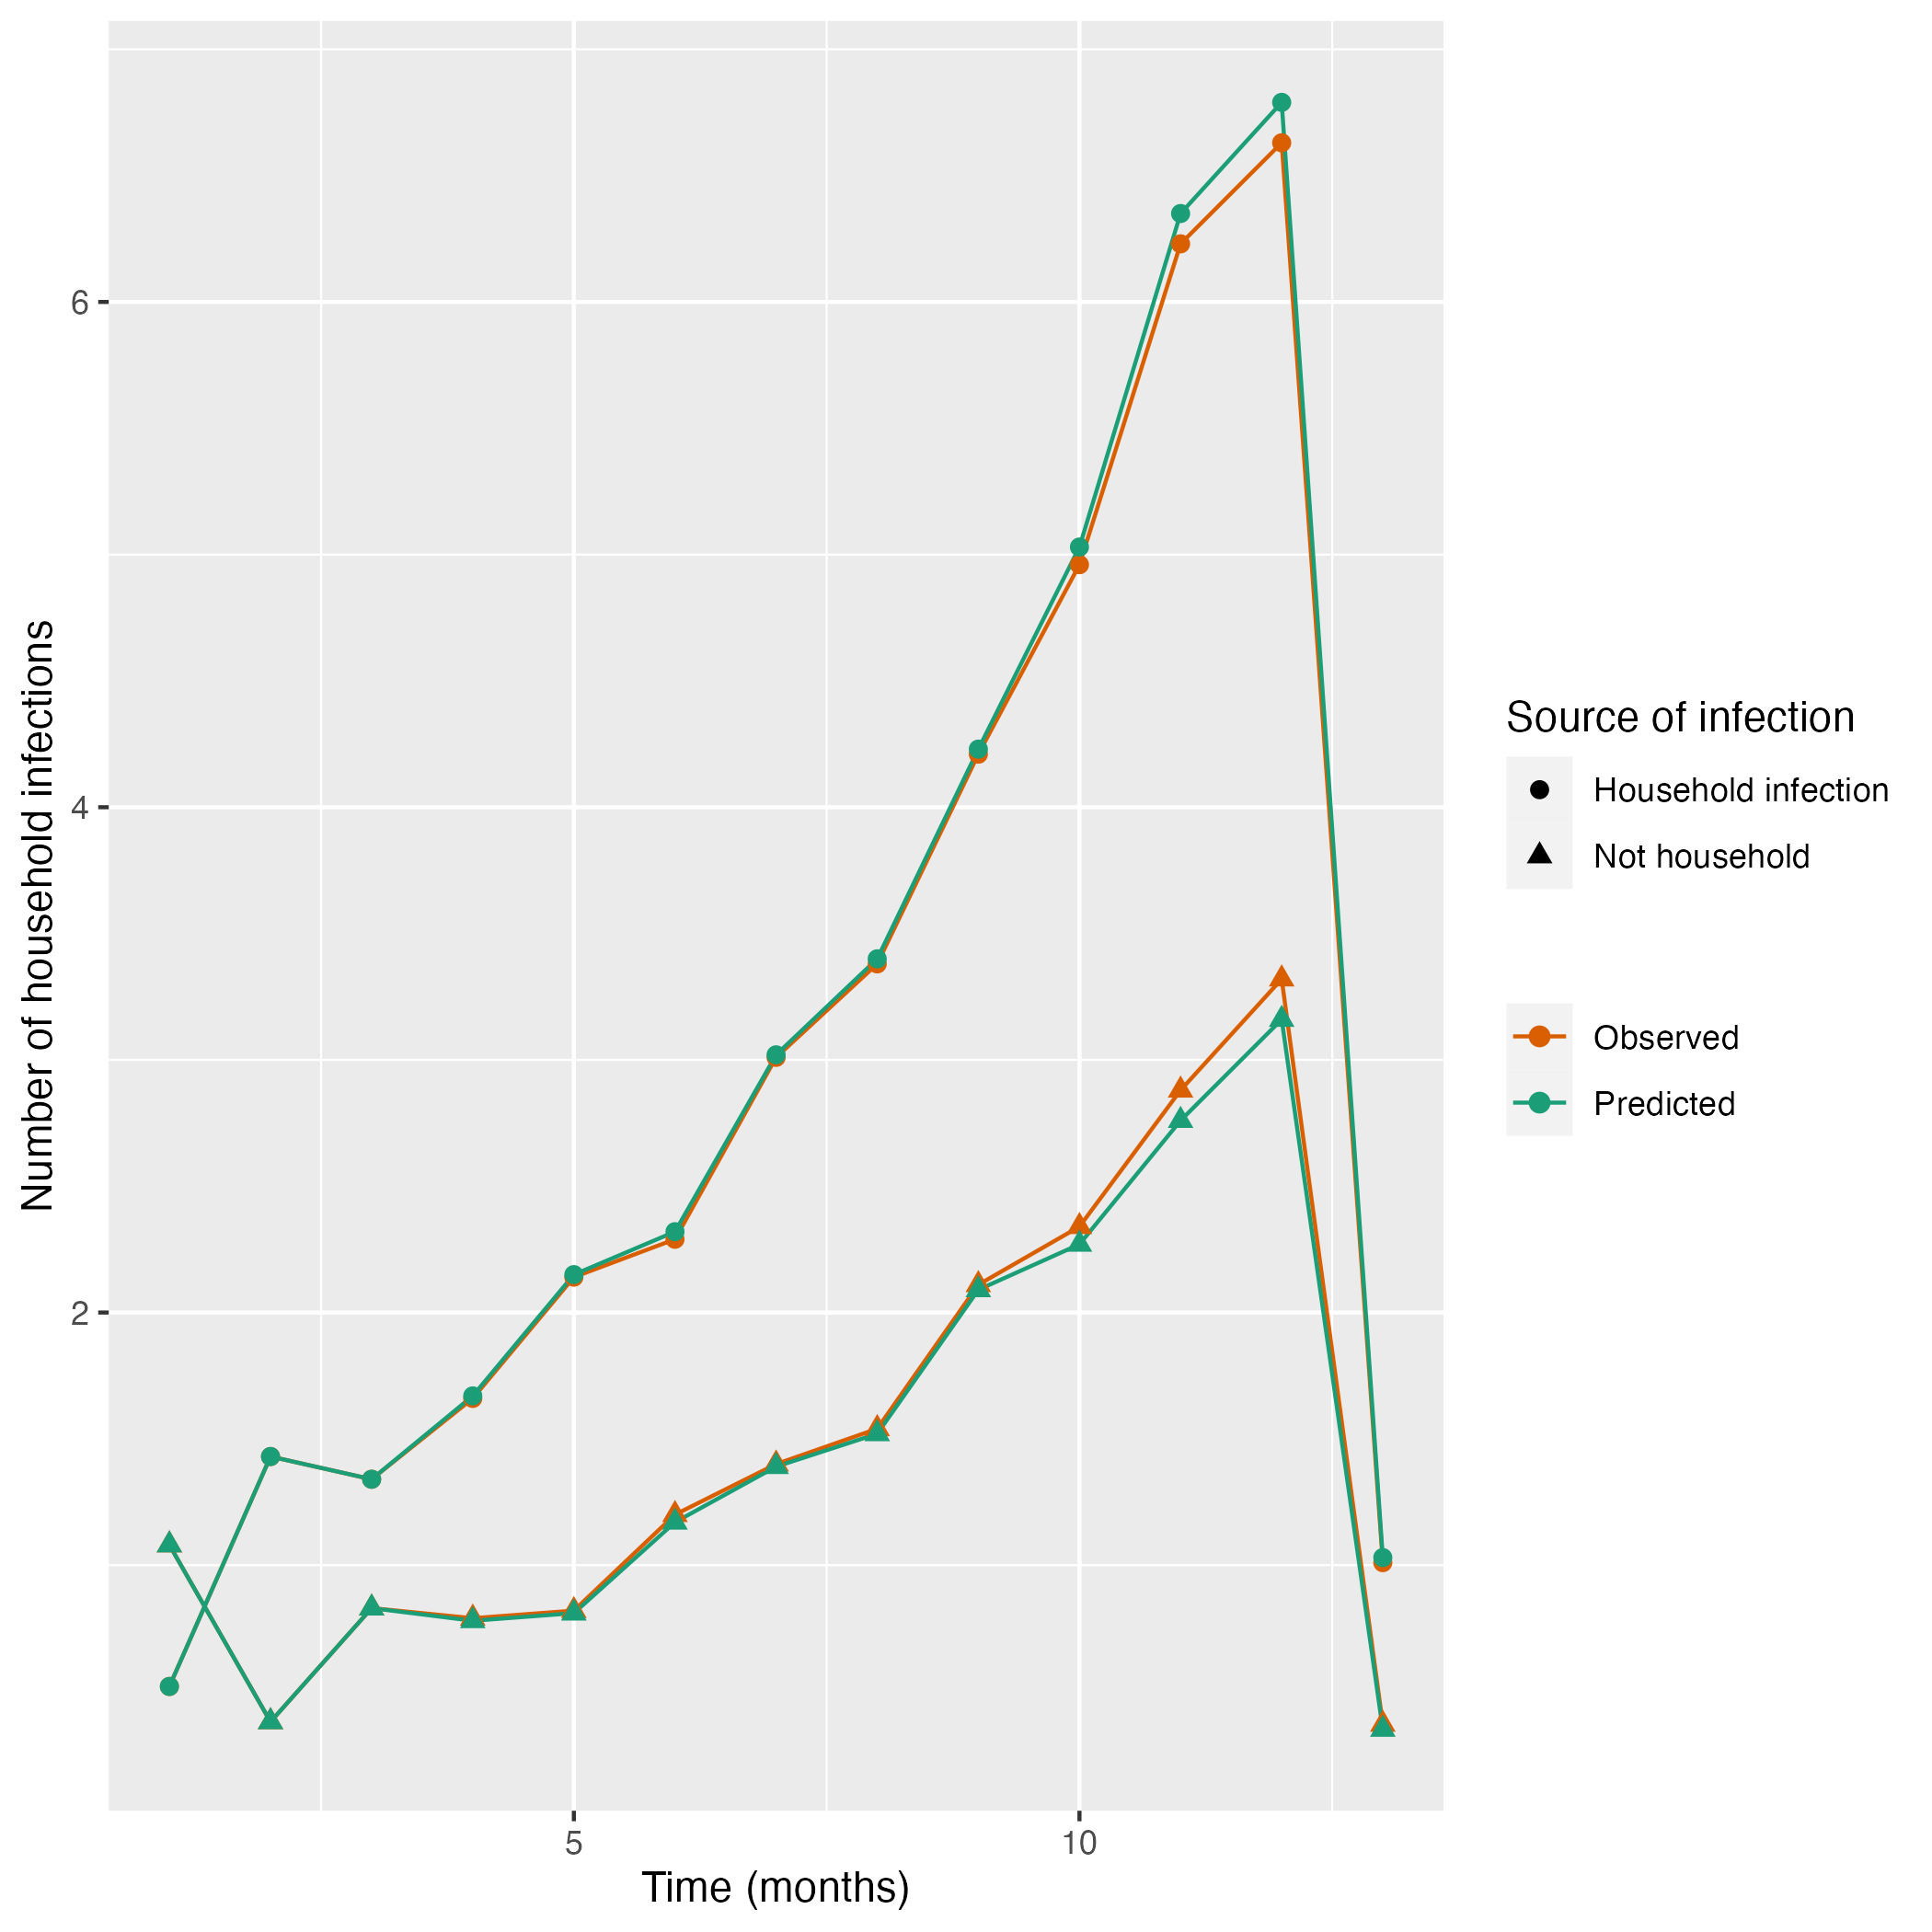 Number of household infections
6
4
2
5
10
Time (months)
Source of infection
Household infection
Not household
Observed
Predicted